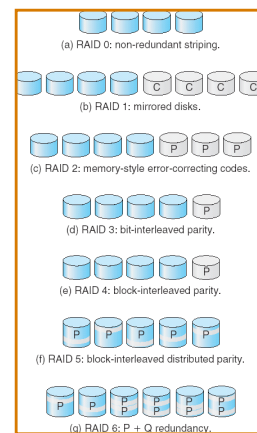 (a) RAID 0: non-redundant striping.
C C C C
(b) RAID 1: mirrored disks.
P P P
(c) RAID 2: memory-style error-correcting codes.
P
(d) RAID 3: bit-interleaved parity.
P
(e) RAID 4: block-interleaved parity.
P P P P P
(f) RAID 5: block-interleaved distributed parity.
P P P P P P
P P P P
(g) RAID 6: P + Q redundancy.